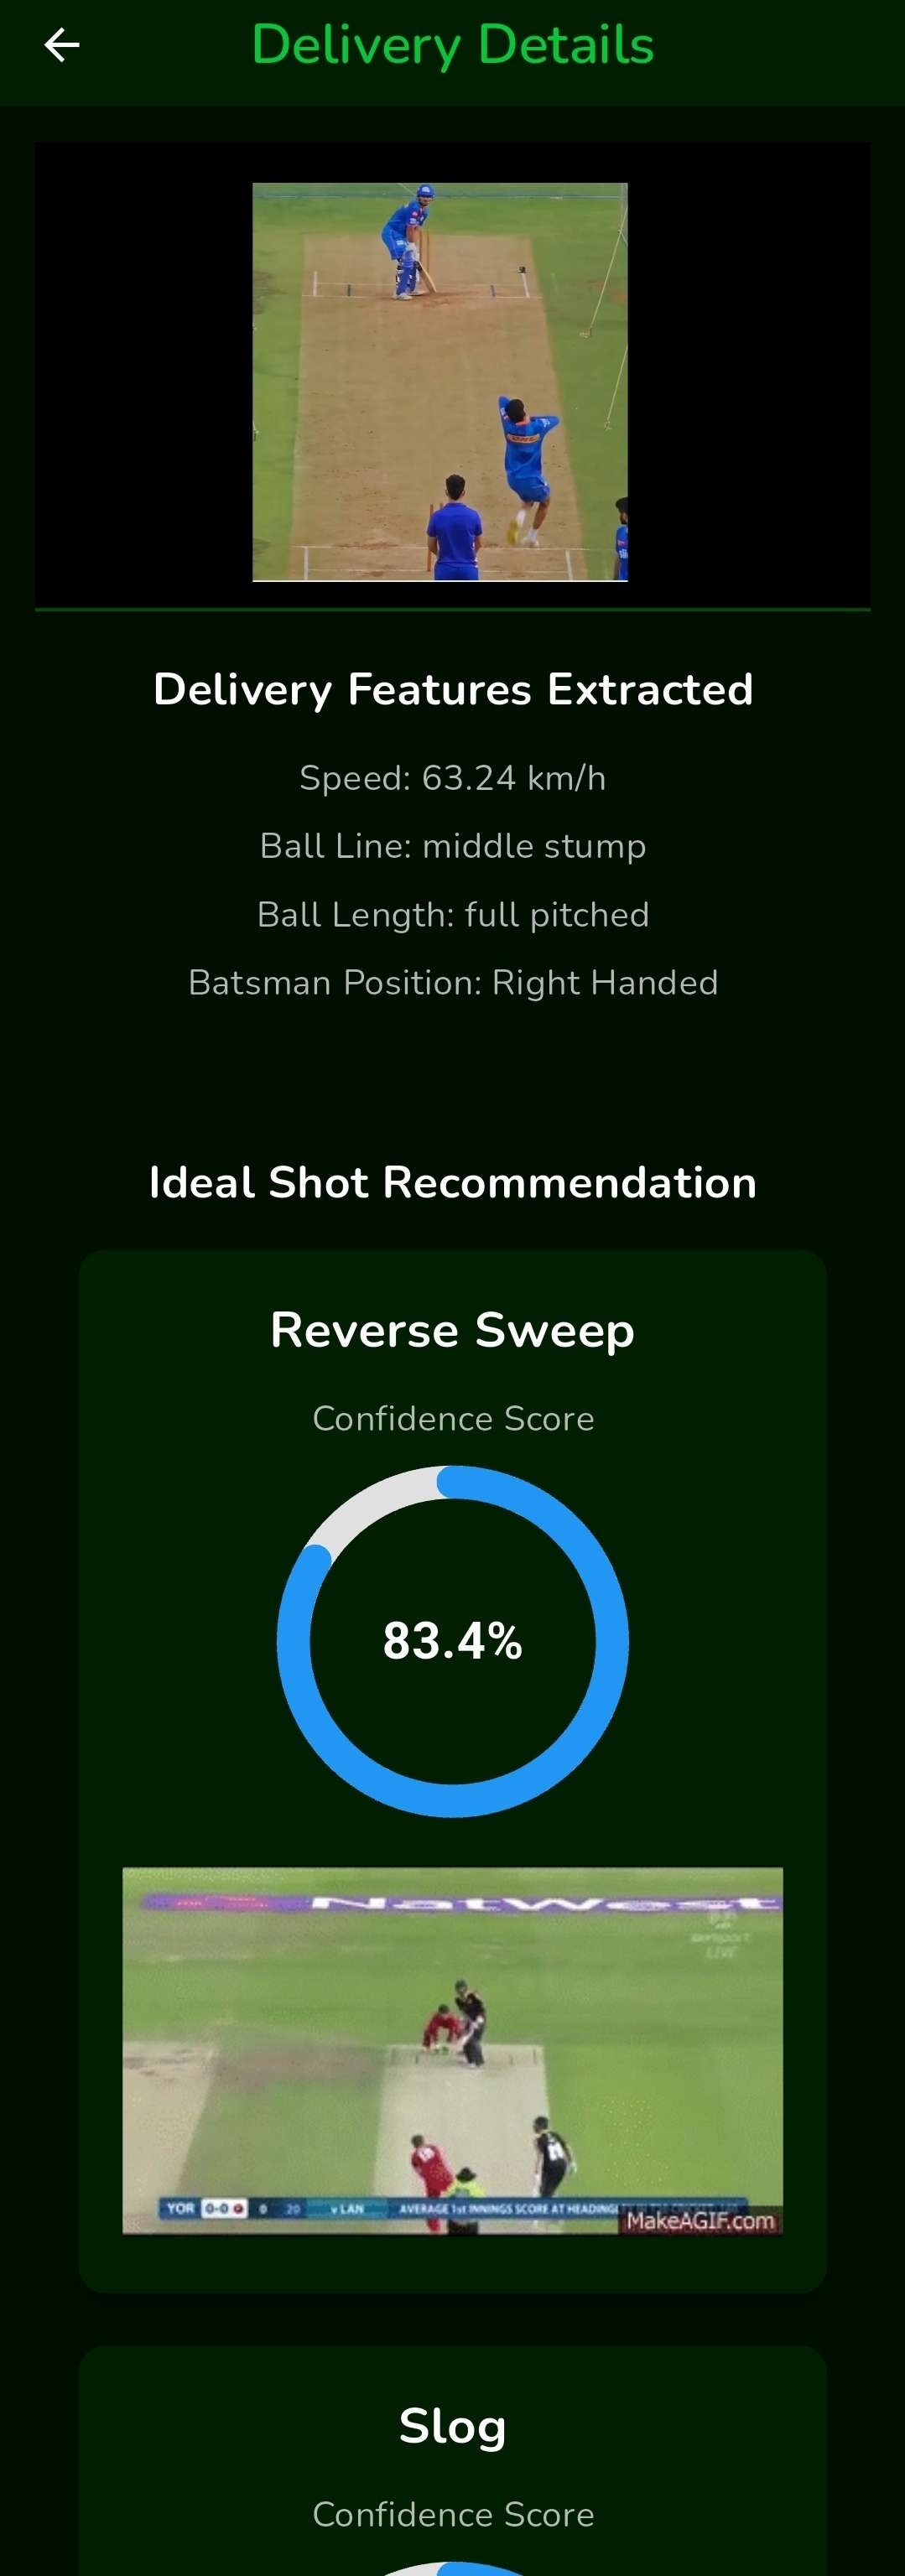 Delivery Details
Delivery Features Extracted
Speed: 63.24 km/h
Ball Line: middle stump
Ball Length: full pitched
Batsman Position: Right Handed
Ideal Shot Recommendation
Reverse Sweep
Confidence Score
83.4%
NatWest
LIVE
YOR 0-0 P 0 20 v LAN AVERAGE 1st INNINGS SCORE AT
MakeAGIF.com
Slog
Confidence Score